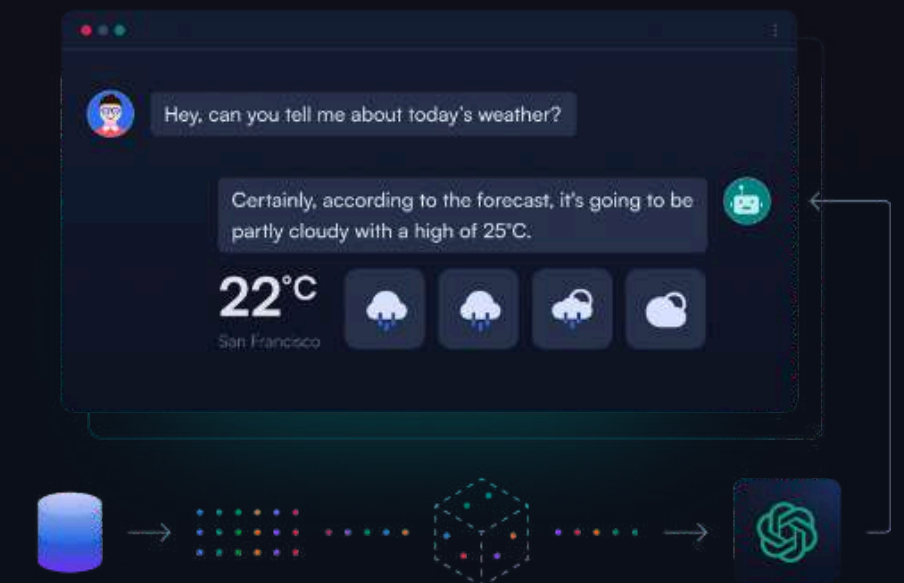 Hey, can you tell me about today's weather?
Certainly, according to the forecast, it's going to be
partly cloudy with a high of 25°C.
22°C
San Francisco